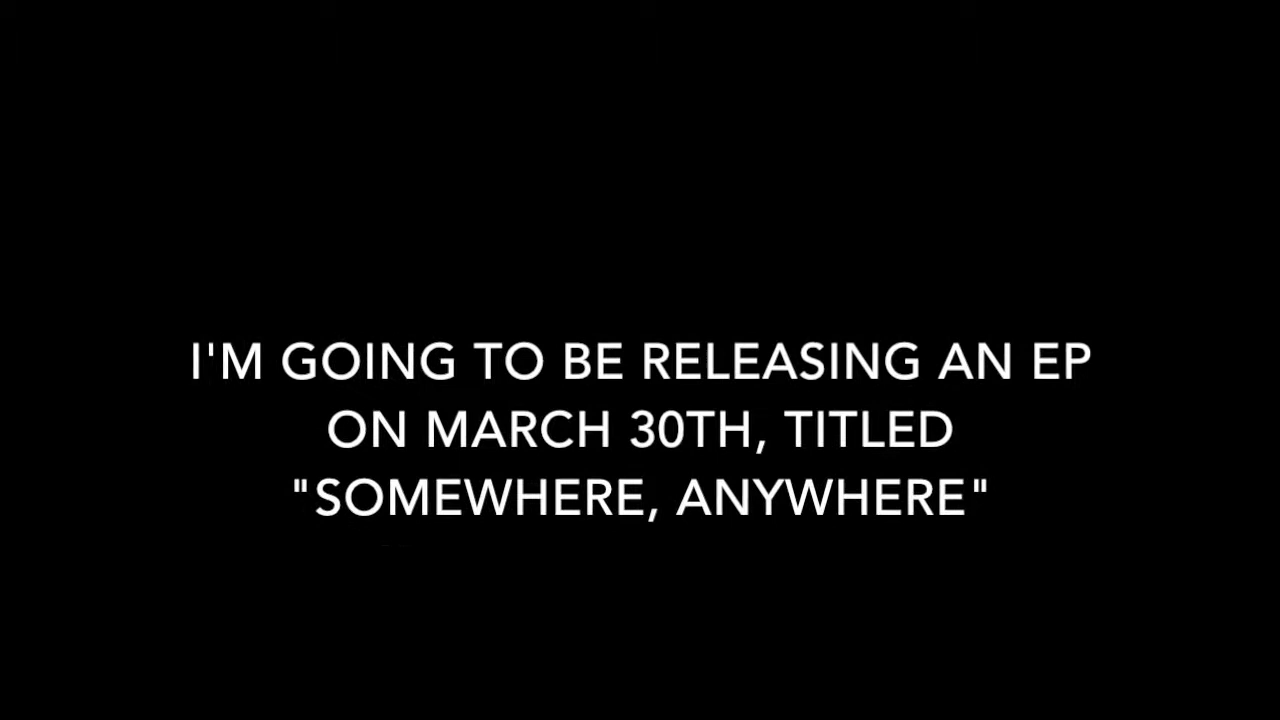 I'M GOING TO BE RELEASING AN EP
ON MARCH 30TH, TITLED
"SOMEWHERE, ANYWHERE"